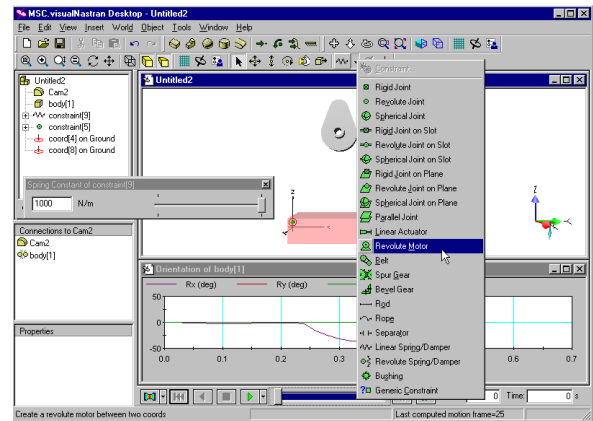 MSC.visualNastran Desktop - Untitled2
File Edit View Insert World Object Tools Window Help
Untitled2
Cam2
body[1]
constraint[9]
constraint[5]
coord[4] on Ground
coord[8] on Ground
Spring Constant of constraint[9]
1000 N/m
Connections to Cam2
Cam2
body[1]
Properties
Untitled2
z
Z
Constraint...
Rigid Joint
Revolute Joint
Spherical Joint
Rigid Joint on Slot
Revolute Joint on Slot
Spherical Joint on Slot
Rigid Joint on Plane
Revolute Joint on Plane
Spherical Joint on Plane
Parallel Joint
Linear Actuator
Revolute Motor
Belt
Spur Gear
Bevel Gear
Rod
Rope
Separator
Linear Spring/Damper
Revolute Spring/Damper
Bushing
Generic Constraint
Orientation of body[1]
Rx (deg) Ry (deg)
50
-50
0.0 0.1 0.2 0.3 0.6 0.7
0 Time: 0 s
Create a revolute motor between two coords
Last computed motion frame=25